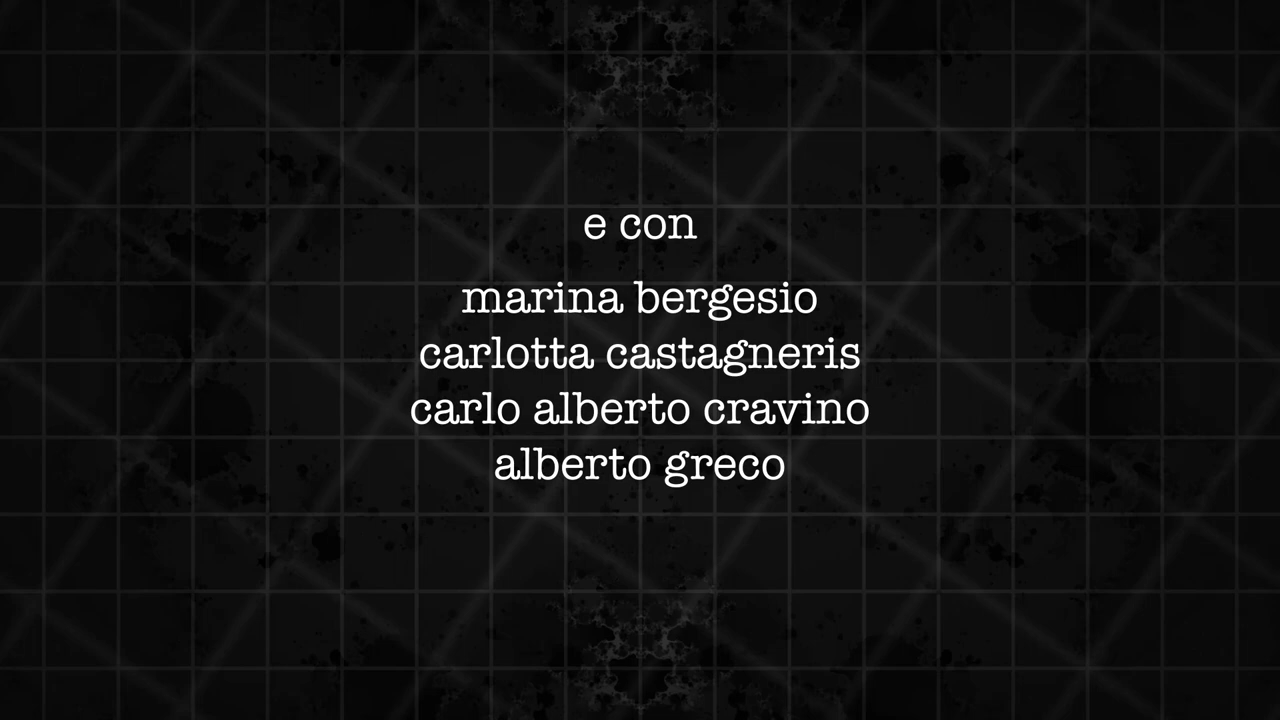 e con
marina bergesio
carlotta castagneris
carlo alberto cravino
alberto greco